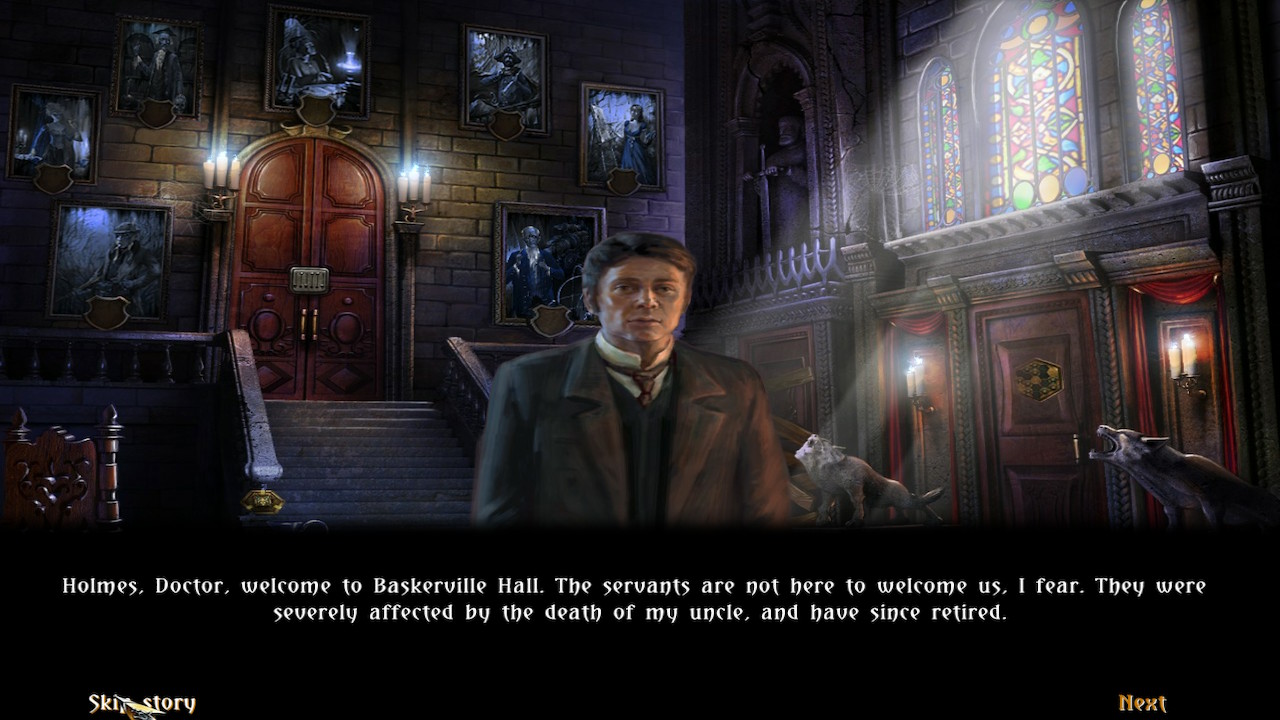 Holmes, Doctor, welcome to Baskerville Hall. The servants are not here to welcome us, I fear. They were
severely affected by the death of my uncle, and have since retired.
Skip story
Next